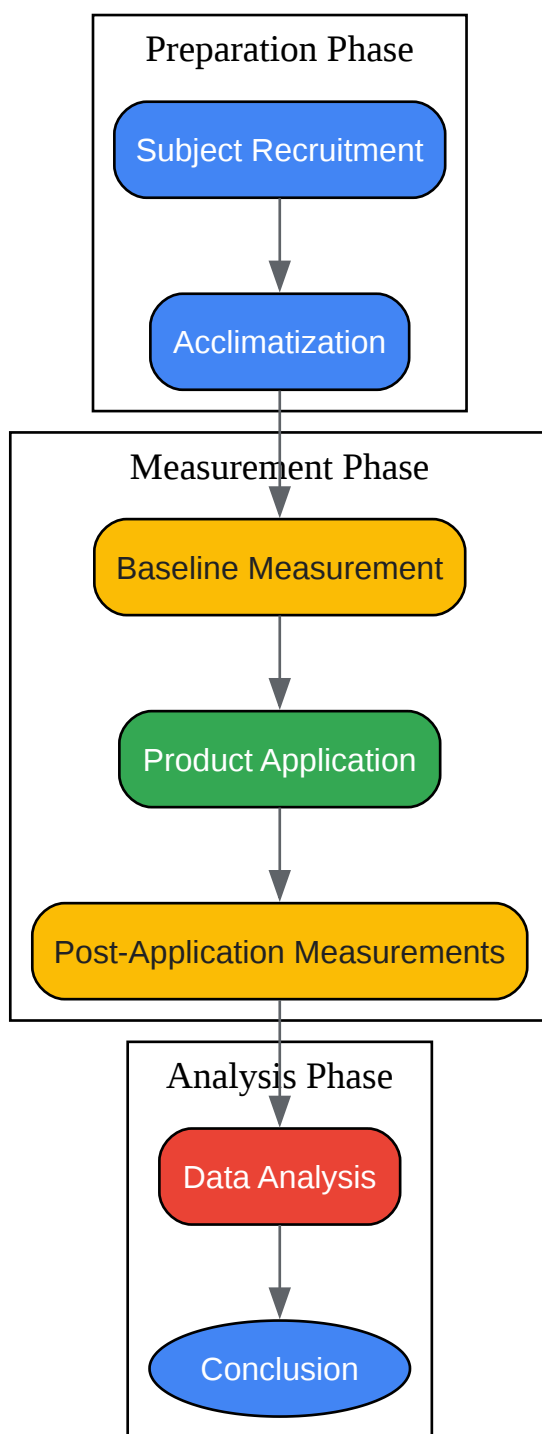 Preparation Phase
Subject Recruitment
Acclimatization
Measurement Phase
Baseline Measurement
Product Application
Post-Application Measurements
Analysis Phase
Data Analysis
Conclusion